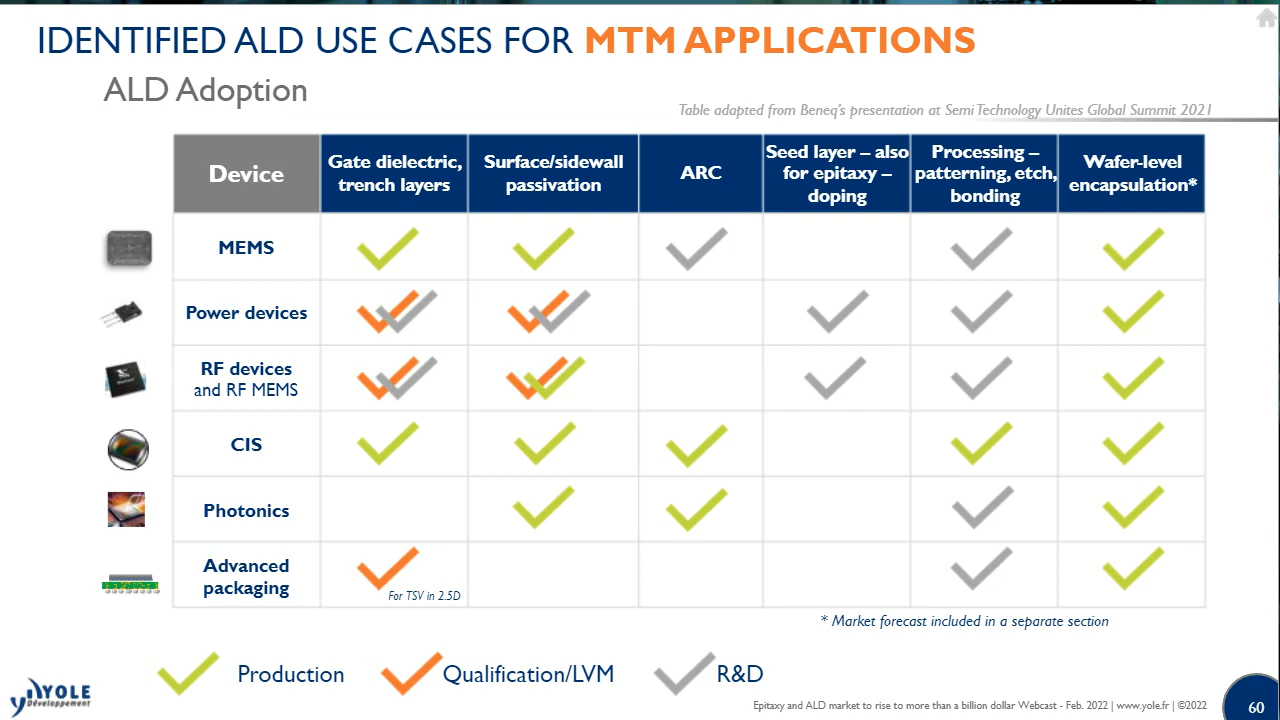 IDENTIFIED ALD USE CASES FOR MTM APPLICATIONS
ALD Adoption
Table adapted from Beneq's presentation at Semi Technology Unites Global Summit 2021
Device
Gate dielectric,
trench layers
Surface/sidewall
passivation
ARC
Seed layer – also
for epitaxy –
doping
Processing –
patterning, etch,
bonding
Wafer-level
encapsulation*
MEMS
Power devices
RF devices
and RF MEMS
CIS
Photonics
Advanced
packaging
For TSV in 2.5D
* Market forecast included in a separate section
Production
Qualification/LVM
R&D
YOLE
Développement
Epitaxy and ALD market to rise to more than a billion dollar Webcast - Feb. 2022 | www.yole.fr | ©2022
60